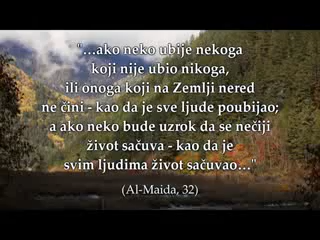 "...ako neko ubije nekoga
koji nije ubio nikoga,
ili onoga koji na Zemlji nered
ne čini - kao da je sve ljude poubijao;
a ako neko bude uzrok da se nečiji
život sačuva - kao da je
svim ljudima život sačuvao..."
(Al-Maida, 32)